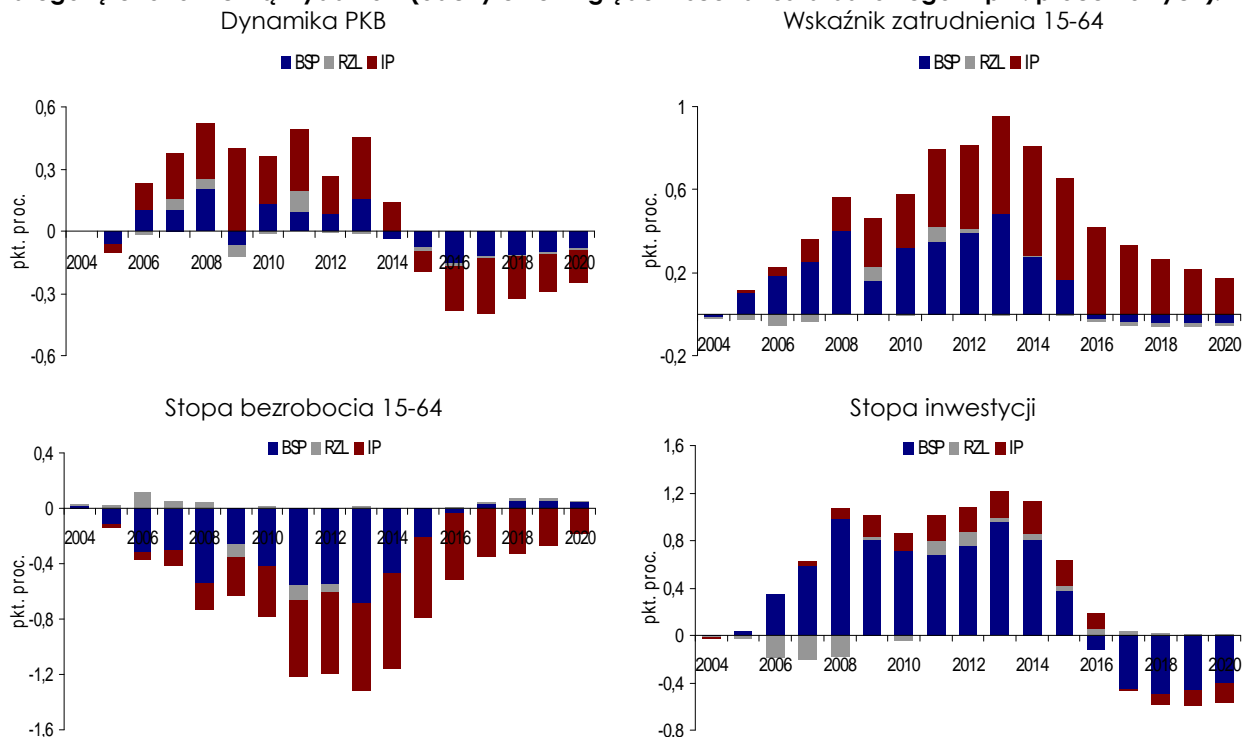 Dynamika PKB
BSP RZL IP
0,6
0,3
0
-0,3
-0,6
pkt. proc.
2004 2006 2008 2010 2012 2014 2016 2018 2020
Wskaźnik zatrudnienia 15-64
BSP RZL IP
1
0,6
0,2
-0,2
pkt. proc.
2004 2006 2008 2010 2012 2014 2016 2018 2020
Stopa bezrobocia 15-64
BSP RZL IP
0,4
0
-0,4
-0,8
-1,2
-1,6
pkt. proc.
2004 2006 2008 2010 2012 2014 2016 2018 2020
Stopa inwestycji
BSP RZL IP
1,6
1,2
0,8
0,4
0
-0,4
-0,8
pkt. proc.
2004 2006 2008 2010 2012 2014 2016 2018 2020